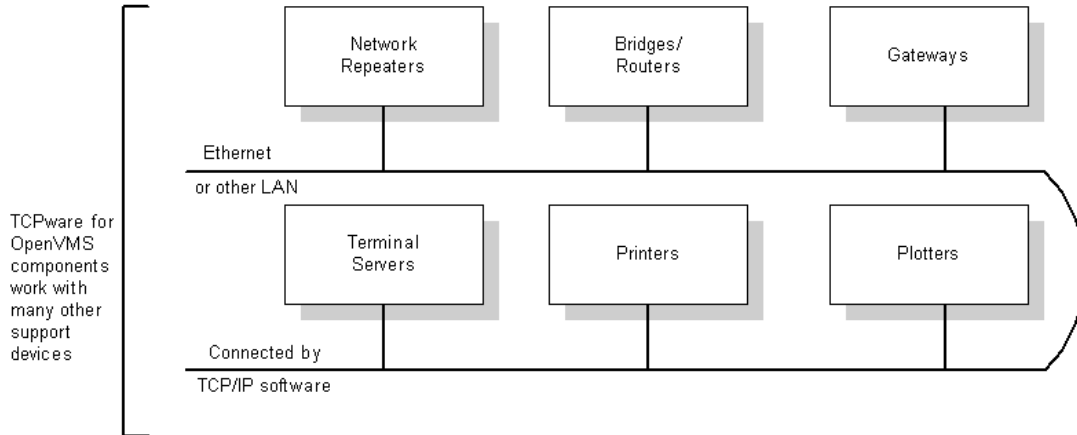 Network
Repeaters
Bridges/
Routers
Gateways
Ethernet
or other LAN
TCPware for
OpenVMS
components
work with
many other
support
devices
Terminal
Servers
Printers
Plotters
Connected by
TCP/IP software